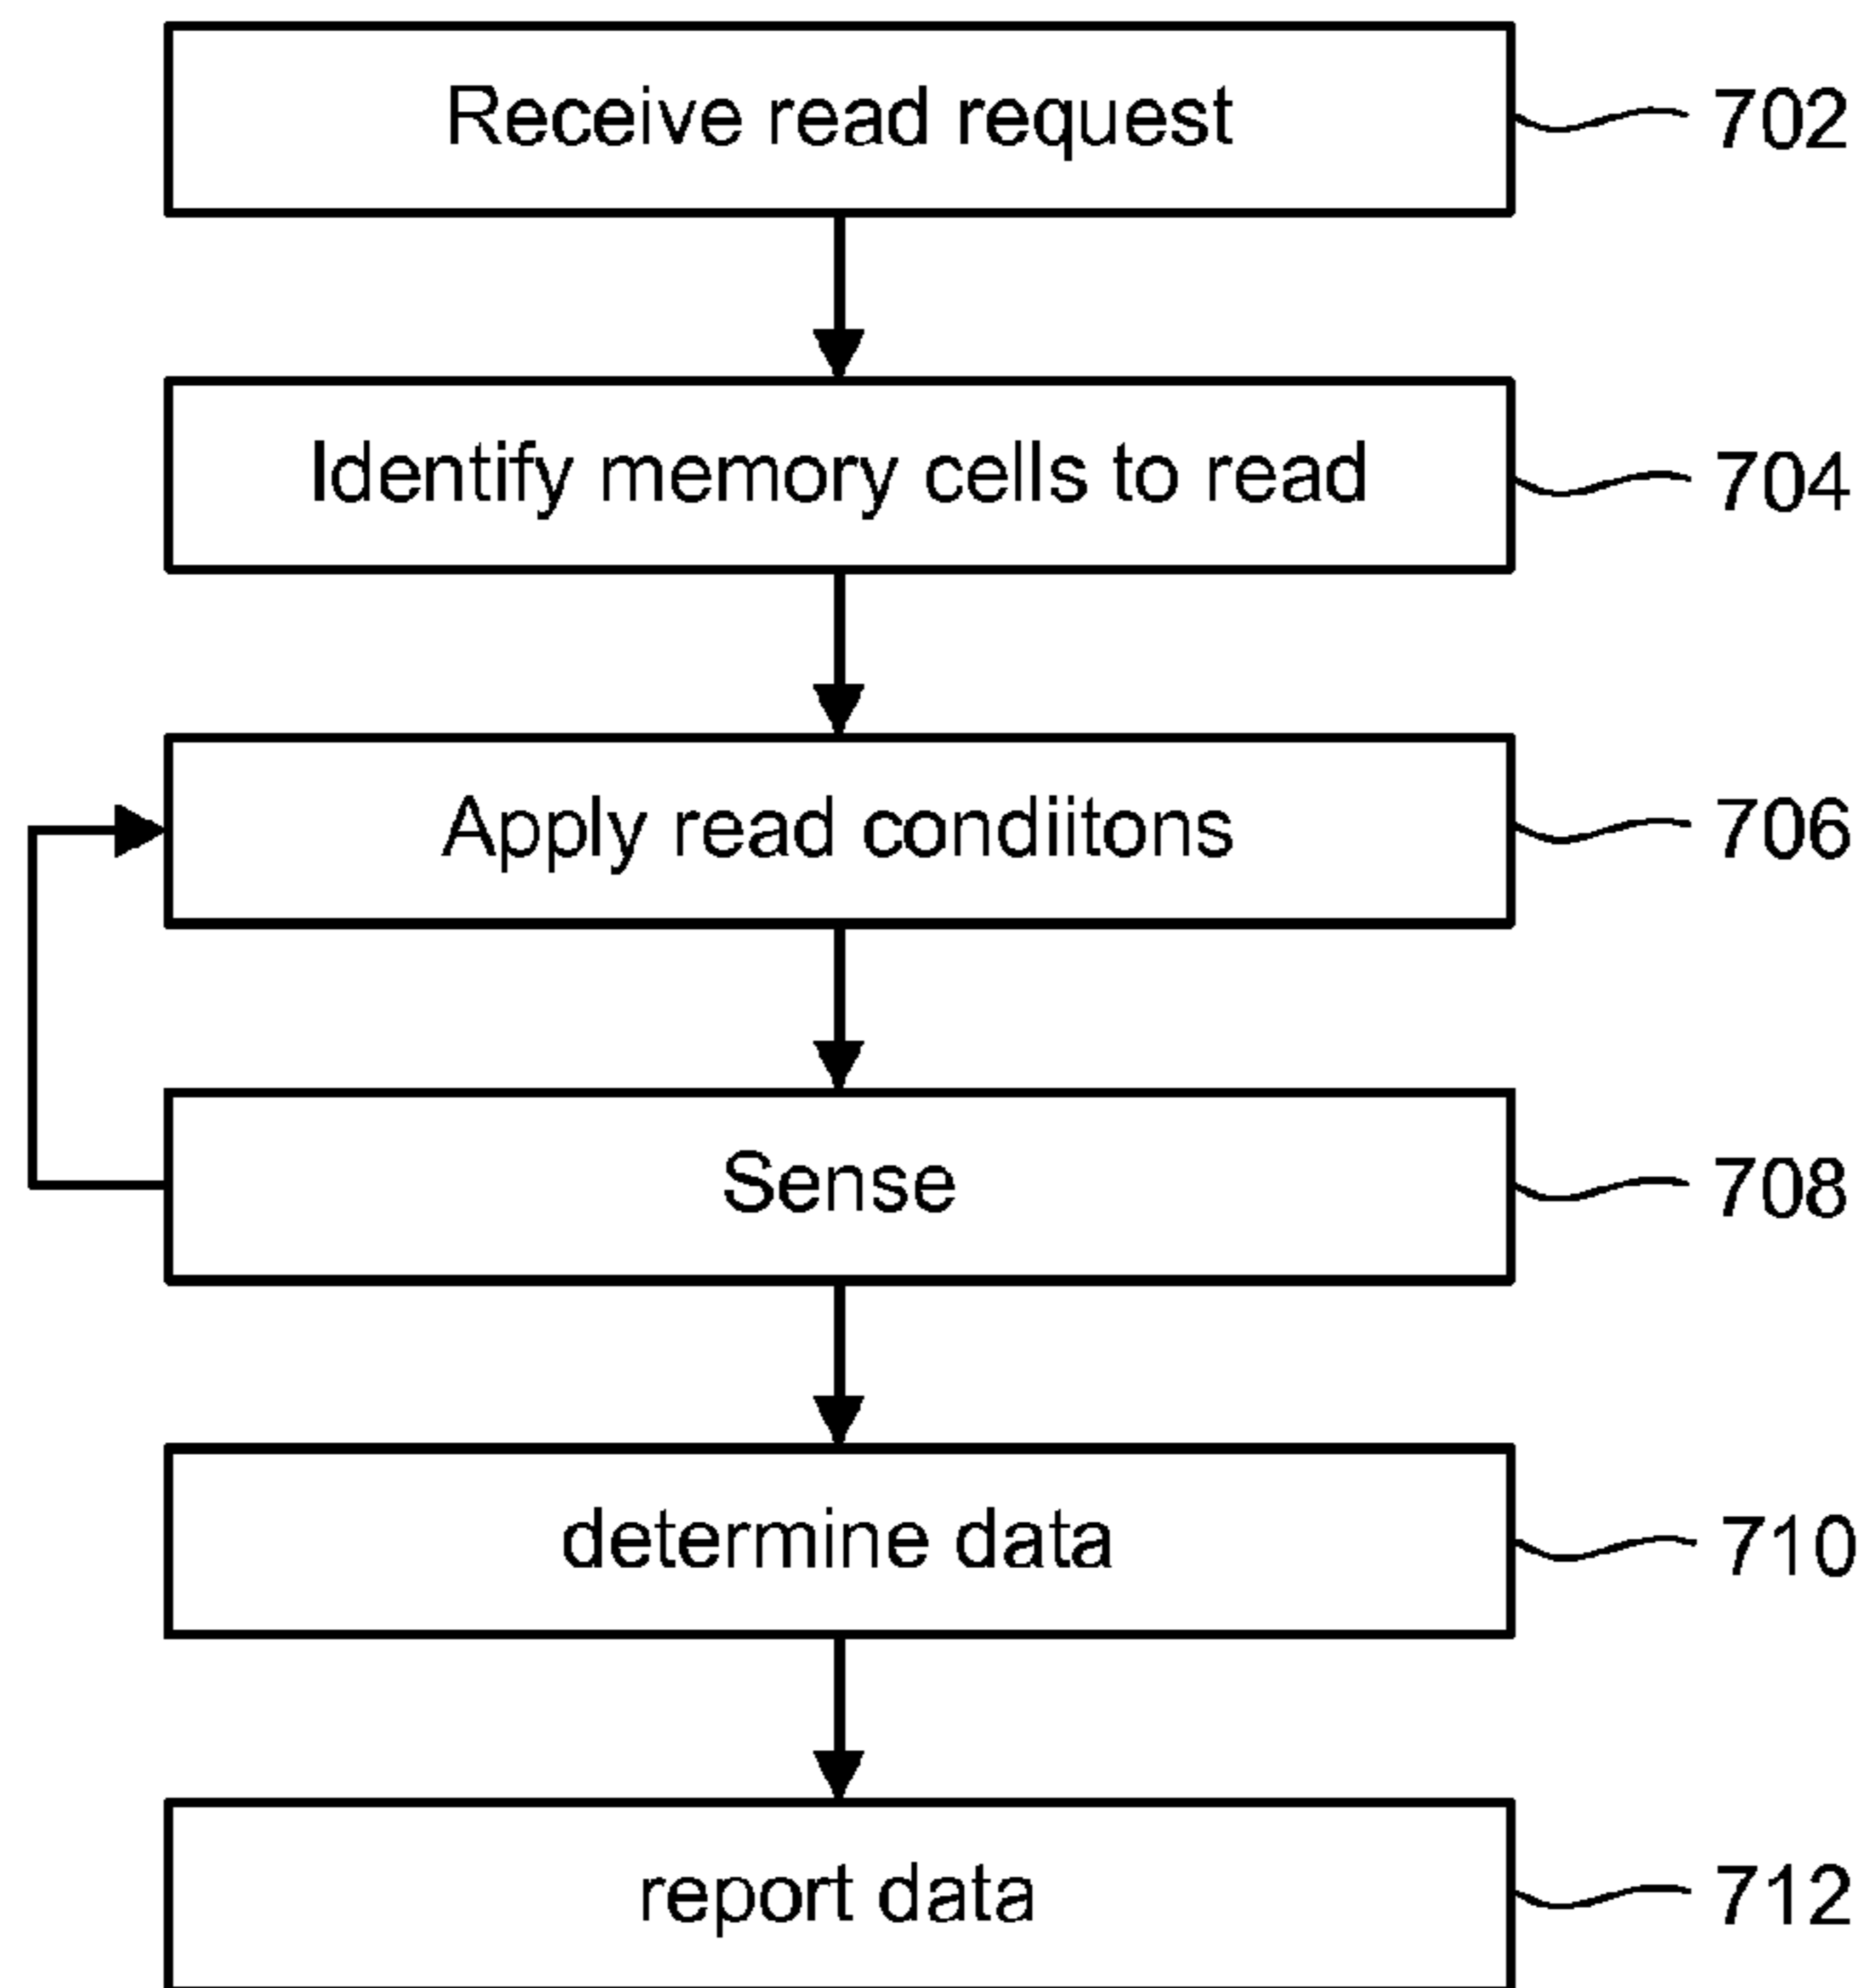 Receive read request 702
Identify memory cells to read 704
Apply read condiitons 706
Sense 708
determine data 710
report data 712